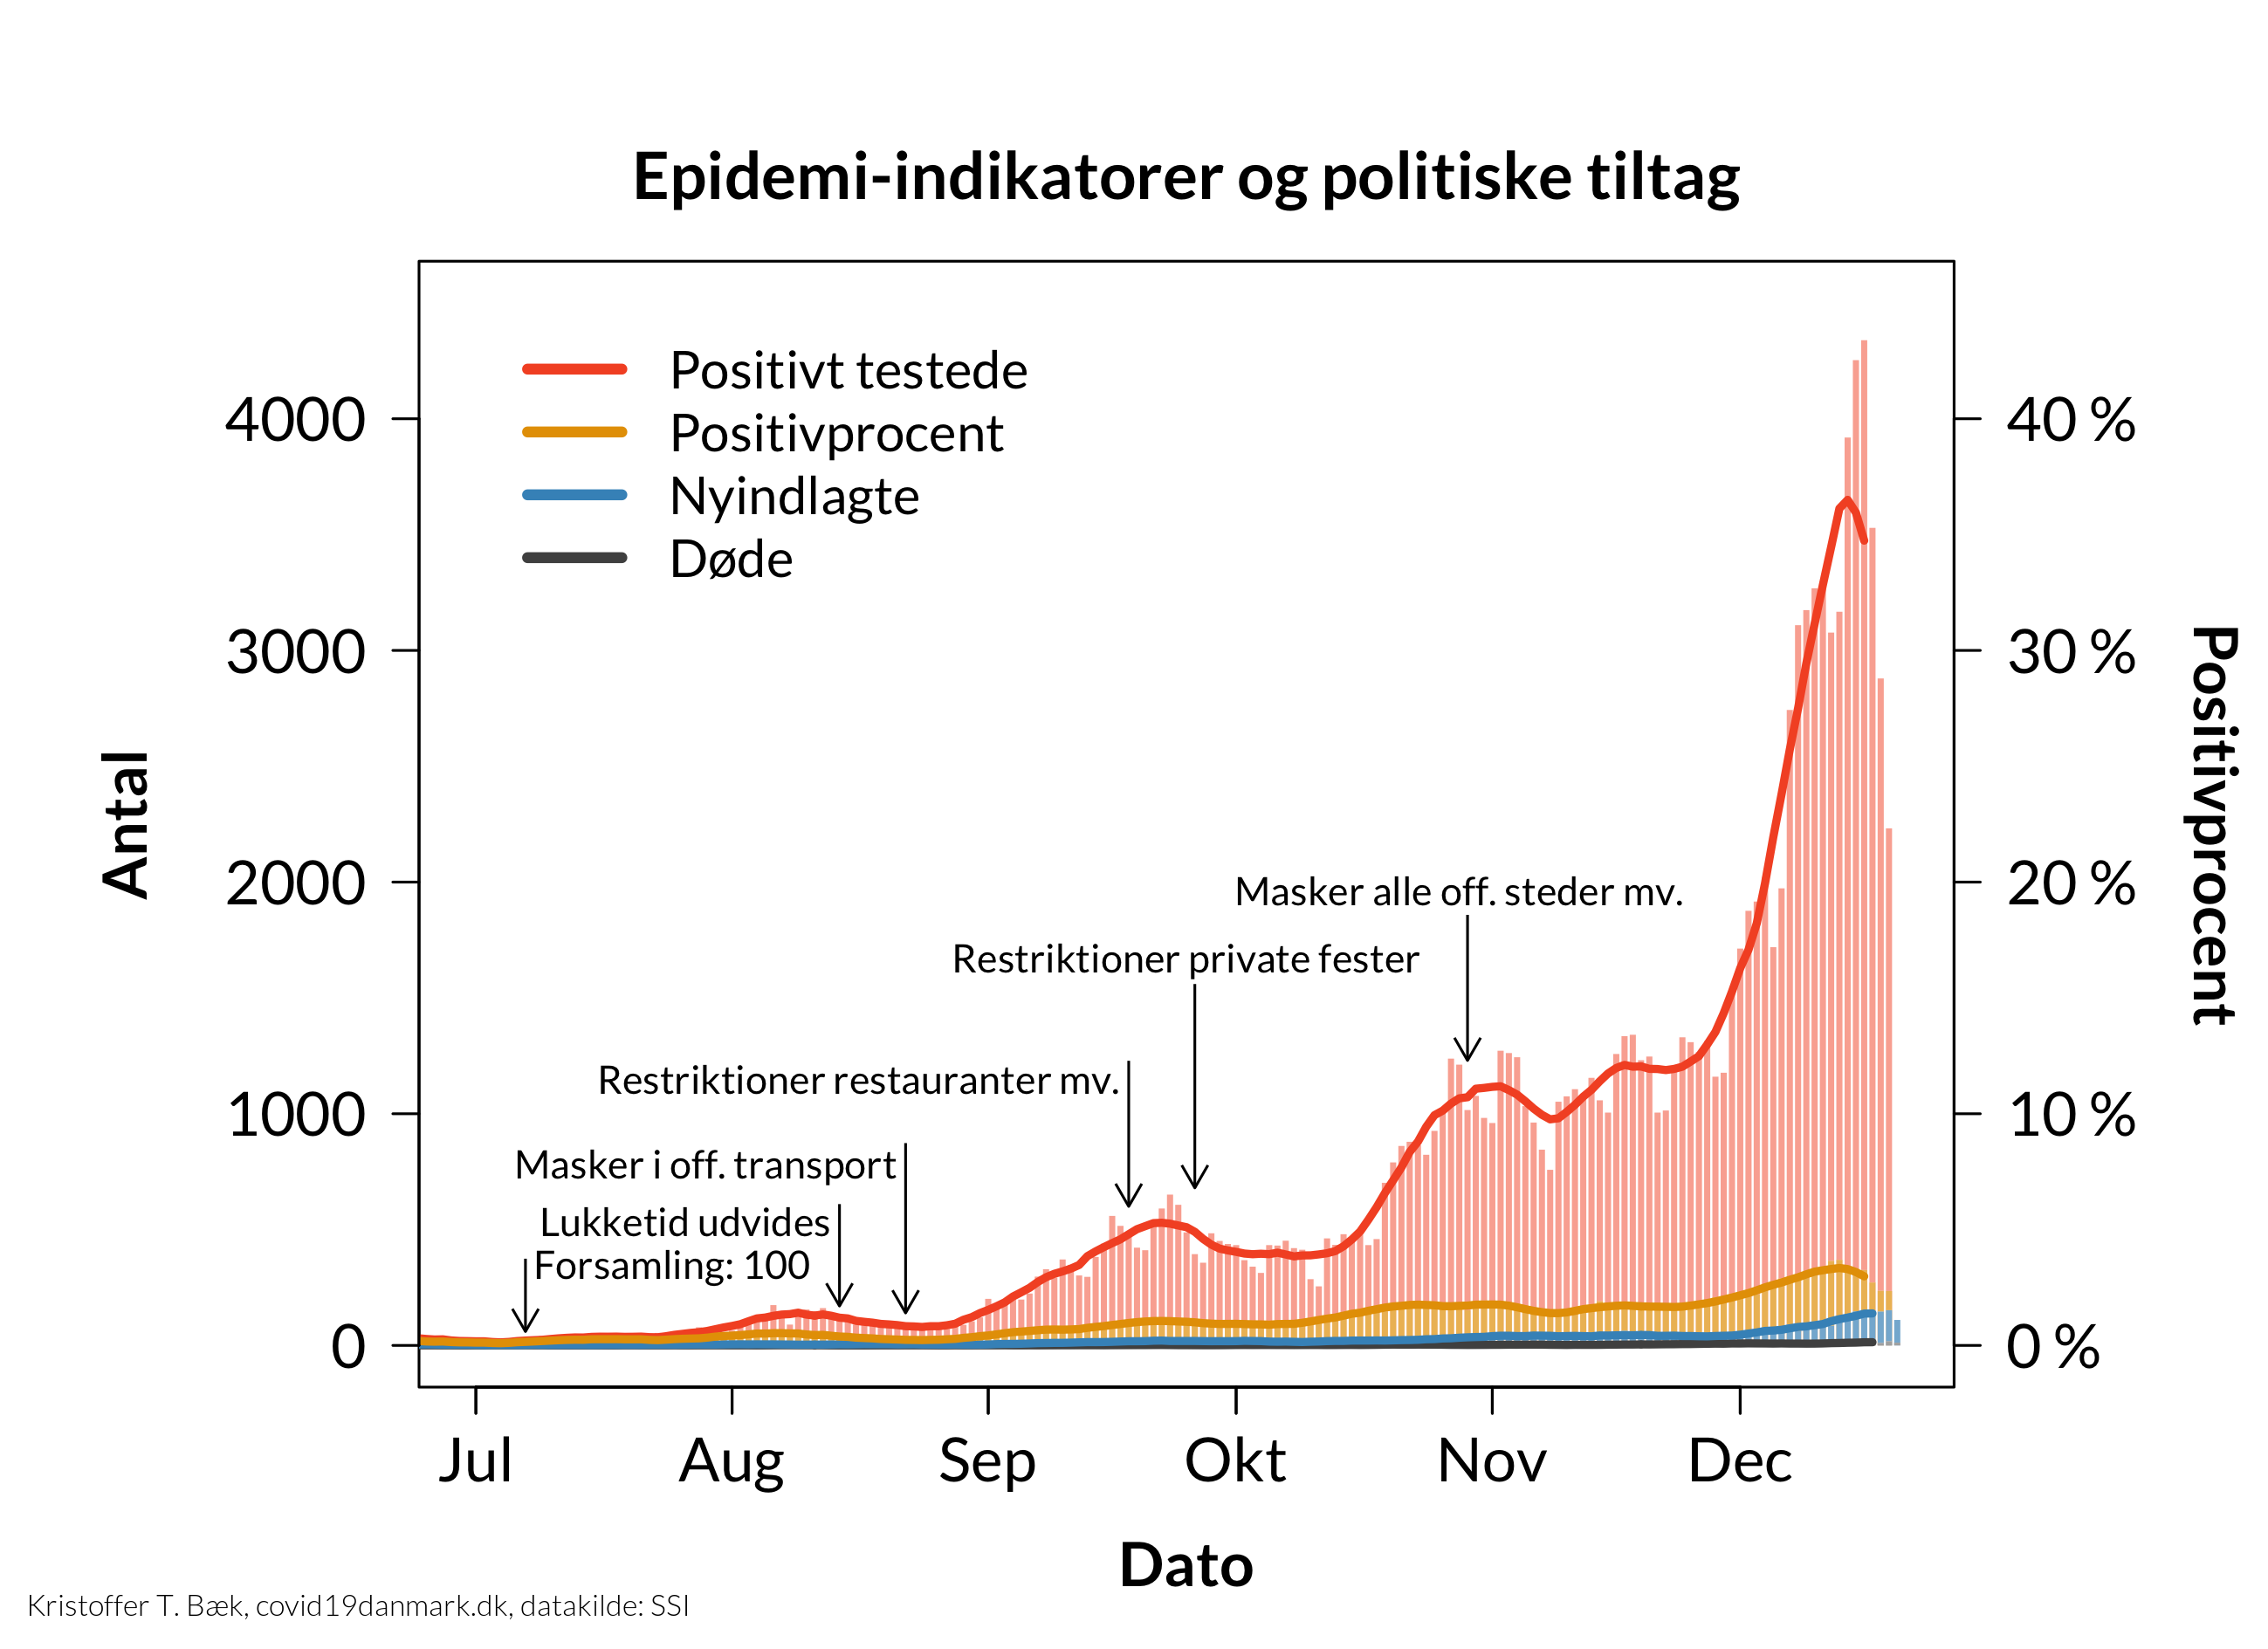 Epidemi-indikatorer og politiske tiltag
Positivt testede
Positivprocent
Nyindlagte
Døde
4000
3000
2000
1000
0
Antal
40 %
30 %
20 %
10 %
0 %
Positivprocent
Masker alle off. steder mv.
Restriktioner private fester
Restriktioner restauranter mv.
Masker i off. transport
Lukketid udvides
Forsamling: 100
Jul Aug Sep Okt Nov Dec
Dato
Kristoffer T. Bæk, covid19danmark.dk, datakilde: SSI